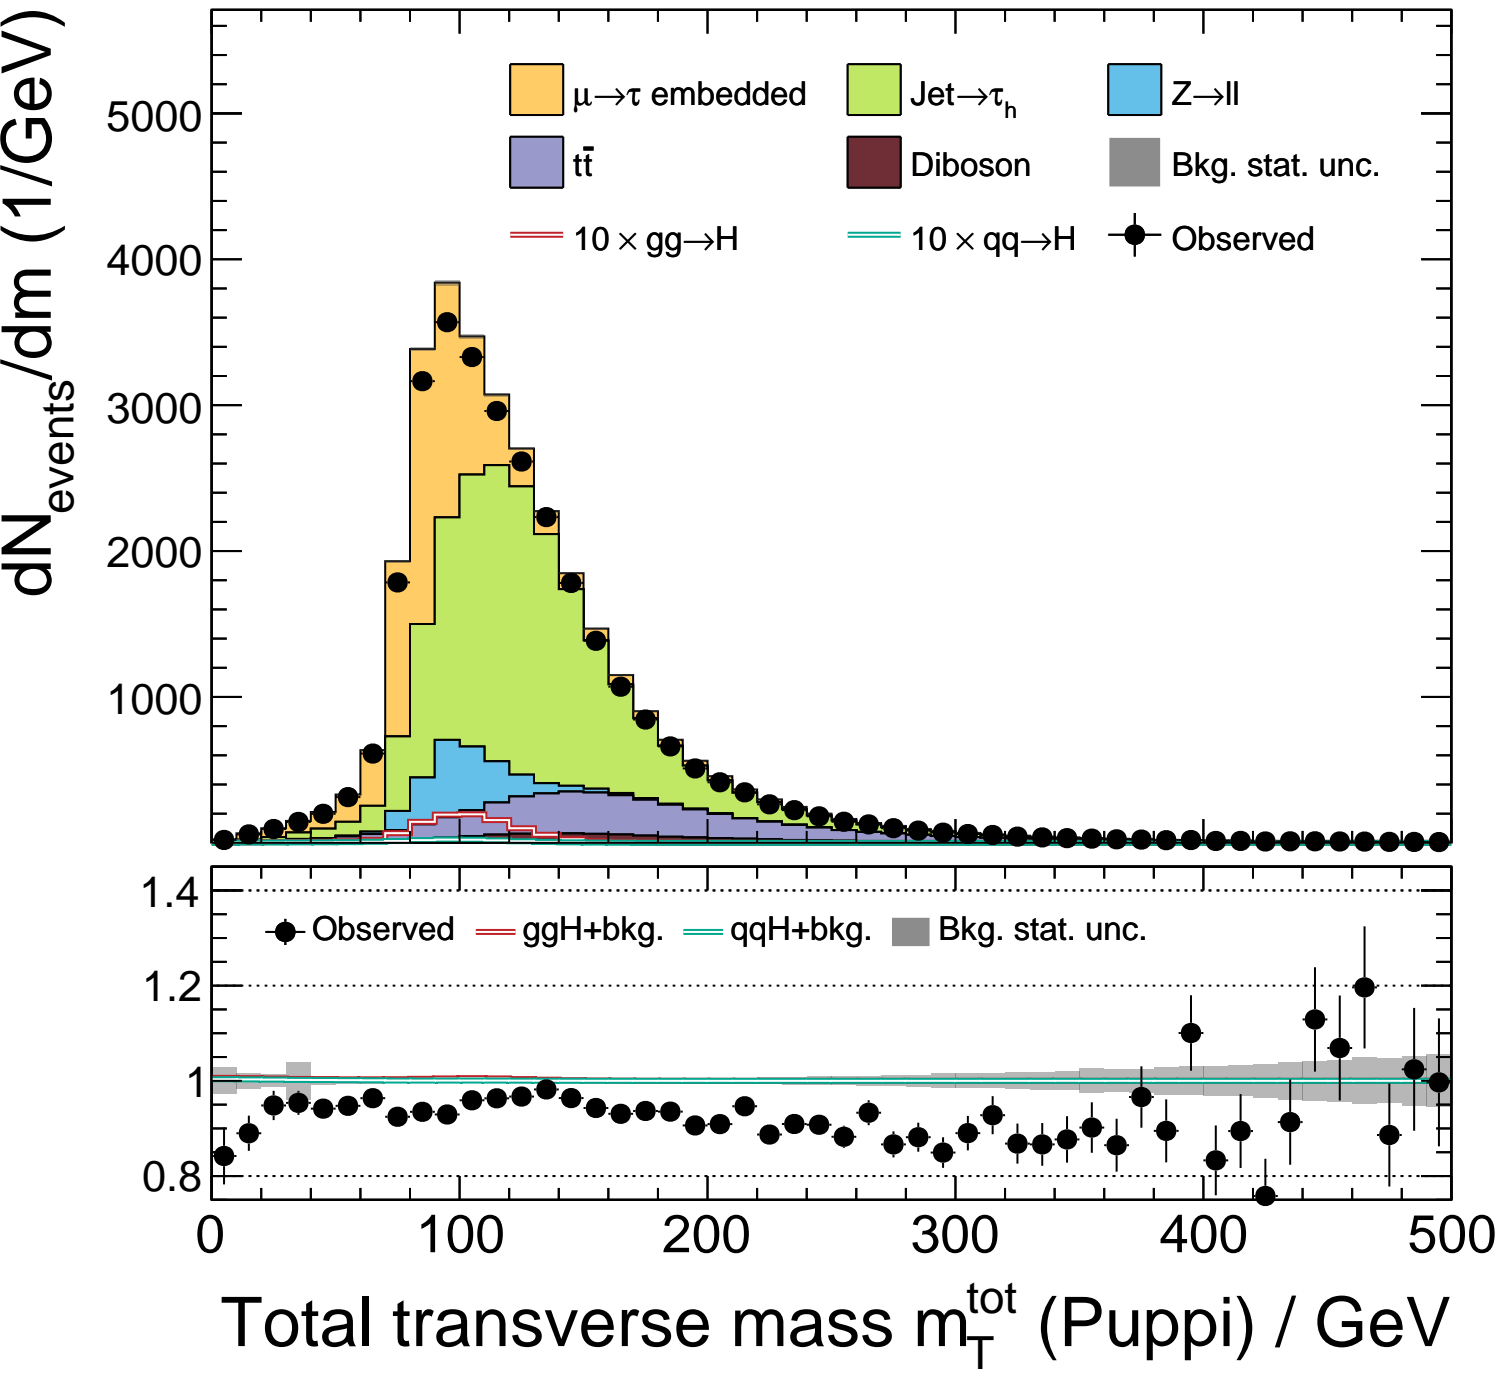 dN_events/dm (1/GeV)
5000
4000
3000
2000
1000
μ→τ embedded
Jet→τ_h
Z→ll
tt̄
Diboson
Bkg. stat. unc.
10 × gg→H
10 × qq→H
Observed
1.4
1.2
1
0.8
Observed
ggH+bkg.
qqH+bkg.
Bkg. stat. unc.
0 100 200 300 400 500
Total transverse mass m_T^tot (Puppi) / GeV